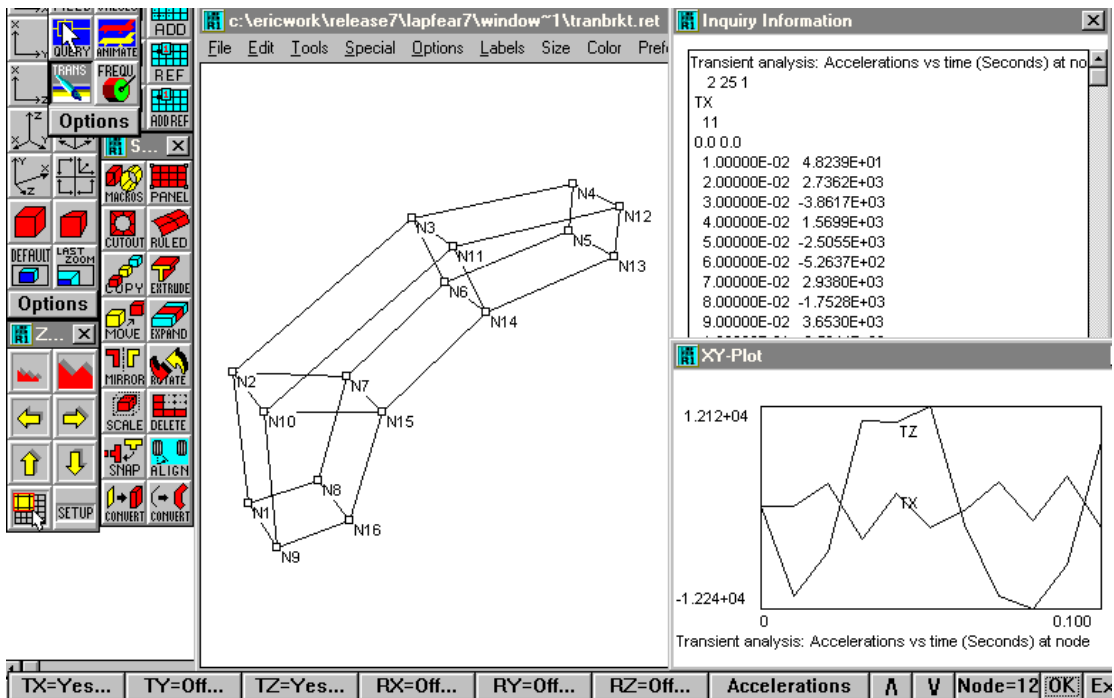 QUERY
ANIMATE
TRANS
FREQU
Options
ADD
REF
ADD REF
DEFAULT
LAST ZOOM
Options
Z...
SETUP
S...
MACROS
PANEL
CUTOUT
RULED
COPY
EXTRUDE
MOVE
EXPAND
MIRROR
ROTATE
SCALE
DELETE
SNAP
ALIGN
CONVERT
CONVERT
c:\ericwork\release7\lapfear7\window~1\tranbrkt.ret
File Edit Tools Special Options Labels Size Color Pref
N4
N12
N3
N5
N11
N13
N6
N14
N2
N7
N10
N15
N8
N1
N16
N9
Inquiry Information
Transient analysis: Accelerations vs time (Seconds) at no
2 25 1
TX
11
0.0 0.0
1.00000E-02 4.8239E+01
2.00000E-02 2.7362E+03
3.00000E-02 -3.8617E+03
4.00000E-02 1.5699E+03
5.00000E-02 -2.5055E+03
6.00000E-02 -5.2637E+02
7.00000E-02 2.9380E+03
8.00000E-02 -1.7528E+03
9.00000E-02 3.6530E+03
XY-Plot
1.212+04
TZ
TX
-1.224+04
0 0.100
Transient analysis: Accelerations vs time (Seconds) at node
TX=Yes... TY=Off... TZ=Yes... RX=Off... RY=Off... RZ=Off... Accelerations Λ V Node=12 OK Ex